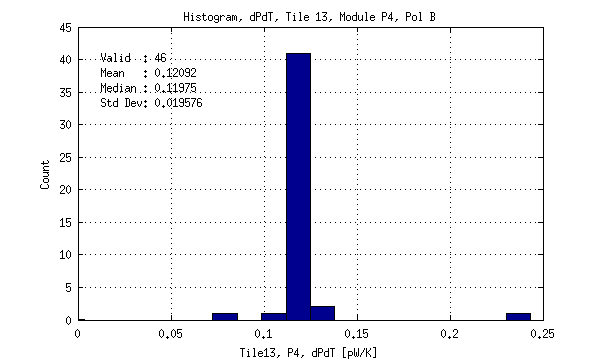 Histogram, dPdT, Tile 13, Module P4, Pol B
45
40
35
30
25
20
15
10
5
0
Count
Valid : 46
Mean : 0.12092
Median : 0.11975
Std Dev: 0.019576
0 0.05 0.1 0.15 0.2 0.25
Tile13, P4, dPdT [pW/K]